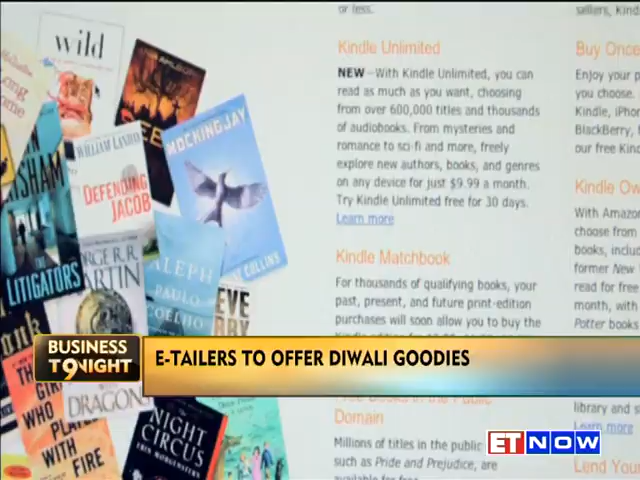 or less.
Kindle Unlimited
NEW – With Kindle Unlimited, you can
read as much as you want, choosing
from over 600,000 titles and thousands
of audiobooks. From mysteries and
romance to sci-fi and more, freely
explore new authors, books, and genres
on any device for just $9.99 a month.
Try Kindle Unlimited free for 30 days.
Learn more
Kindle Matchbook
For thousands of qualifying books, your
past, present, and future print-edition
purchases will soon allow you to buy the
Domain
Millions of titles in the public
such as Pride and Prejudice, are
sellers, Kind
Buy Once
Enjoy your p
you choose.
Kindle, iPhon
BlackBerry,
our free Kind
Kindle Ow
With Amazo
choose from
books, includ
former New
read for free
month, with
Potter books
library and s
Learn more
Lend Your
wild
MOCKINGJAY
COLLINS
WILLIAM LANDAY
DEFENDING
JACOB
THE
LITIGATORS
ALEPH
PAULO
COELHO
DRAGONS
WITH
FIRE
THE
NIGHT
CIRCUS
ERIN MORGENSTERN
BUSINESS
T9NIGHT
E-TAILERS TO OFFER DIWALI GOODIES
ET NOW